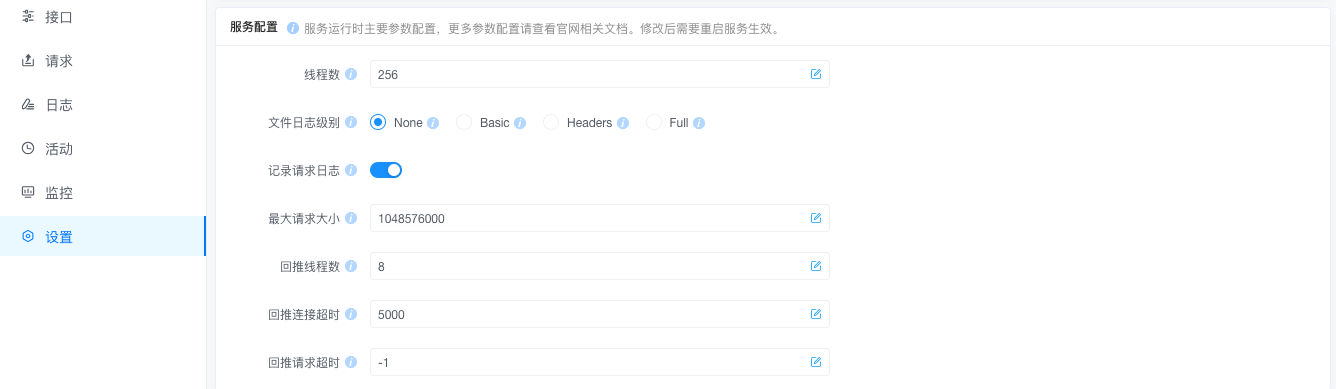 接口
请求
日志
活动
监控
设置
服务配置 服务运行时主要参数配置，更多参数配置请查看官网相关文档。修改后需要重启服务生效。
线程数 256
文件日志级别 None Basic Headers Full
记录请求日志
最大请求大小 1048576000
回推线程数 8
回推连接超时 5000
回推请求超时 -1